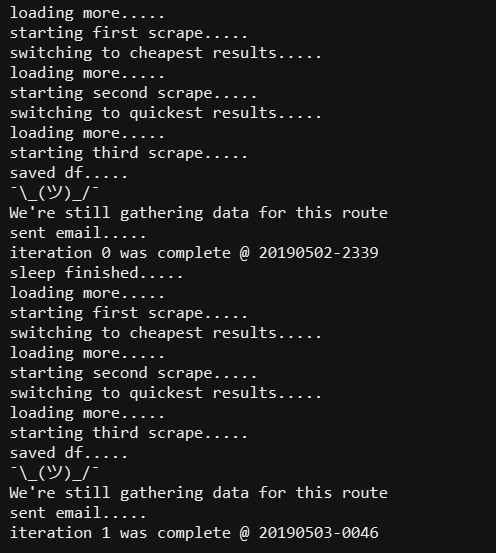 loading more.....
starting first scrape.....
switching to cheapest results.....
loading more.....
starting second scrape.....
switching to quickest results.....
loading more.....
starting third scrape.....
saved df.....
¯\_(ツ)_/¯
We're still gathering data for this route
sent email.....
iteration 0 was complete @ 20190502-2339
sleep finished.....
loading more.....
starting first scrape.....
switching to cheapest results.....
loading more.....
starting second scrape.....
switching to quickest results.....
loading more.....
starting third scrape.....
saved df.....
¯\_(ツ)_/¯
We're still gathering data for this route
sent email.....
iteration 1 was complete @ 20190503-0046